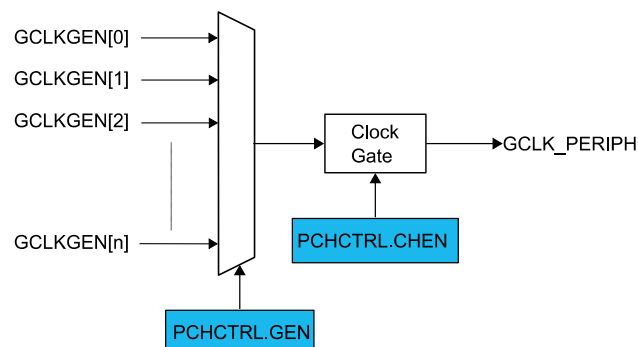 GCLKGEN[0]
GCLKGEN[1]
GCLKGEN[2]
GCLKGEN[n]
Clock
Gate
GCLK_PERIPH
PCHCTRL.CHEN
PCHCTRL.GEN